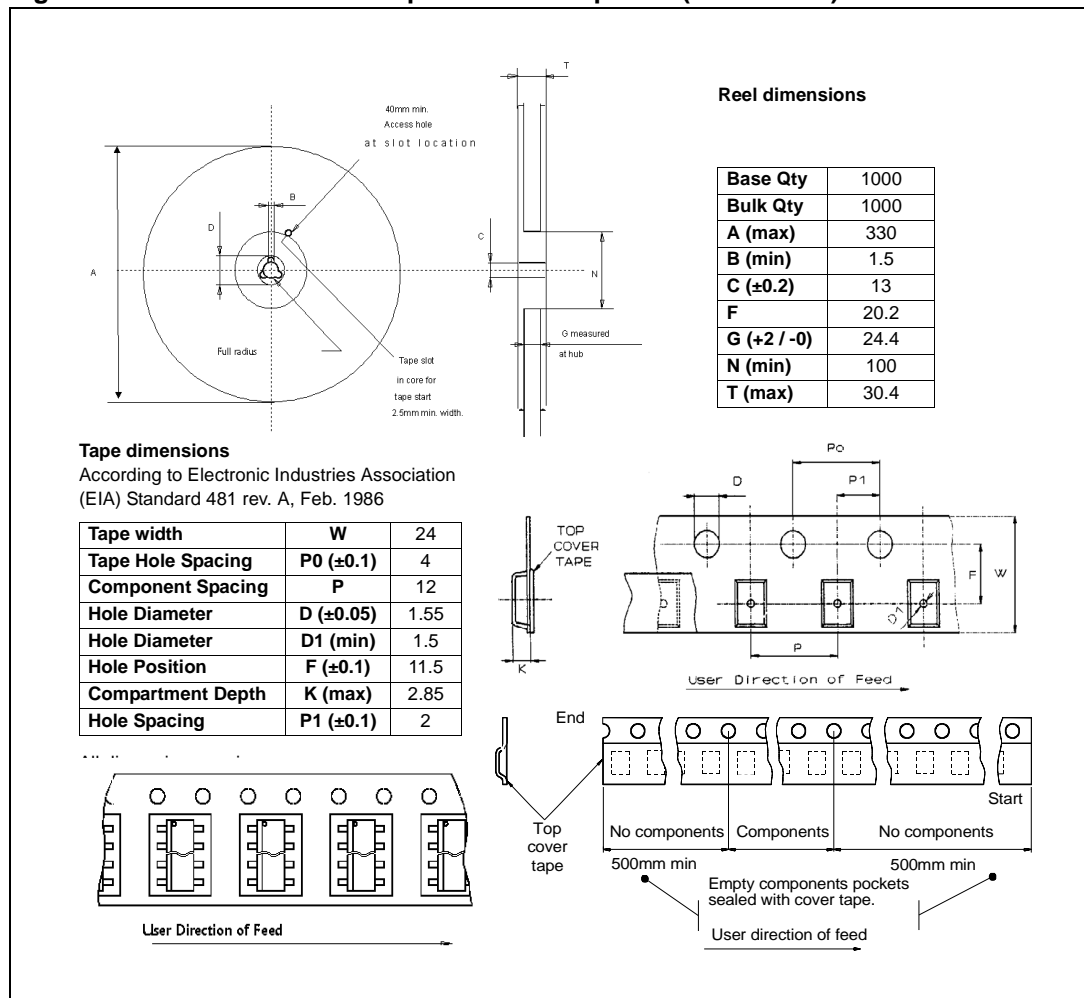 T
40mm min.
Access hole
at slot location
B
D
C
A
N
Full radius
G measured
at hub
Tape slot
in core for
tape start
2.5mm min. width.
Reel dimensions
Base Qty 1000
Bulk Qty 1000
A (max) 330
B (min) 1.5
C (±0.2) 13
F 20.2
G (+2 / -0) 24.4
N (min) 100
T (max) 30.4
Tape dimensions
According to Electronic Industries Association
(EIA) Standard 481 rev. A, Feb. 1986
Tape width W 24
Tape Hole Spacing P0 (±0.1) 4
Component Spacing P 12
Hole Diameter D (±0.05) 1.55
Hole Diameter D1 (min) 1.5
Hole Position F (±0.1) 11.5
Compartment Depth K (max) 2.85
Hole Spacing P1 (±0.1) 2
Po
D
P1
TOP
COVER
TAPE
F
W
D1
P
K
User Direction of Feed
End
Start
Top
cover
tape
No components
Components
No components
500mm min
500mm min
Empty components pockets
sealed with cover tape.
User direction of feed
User Direction of Feed